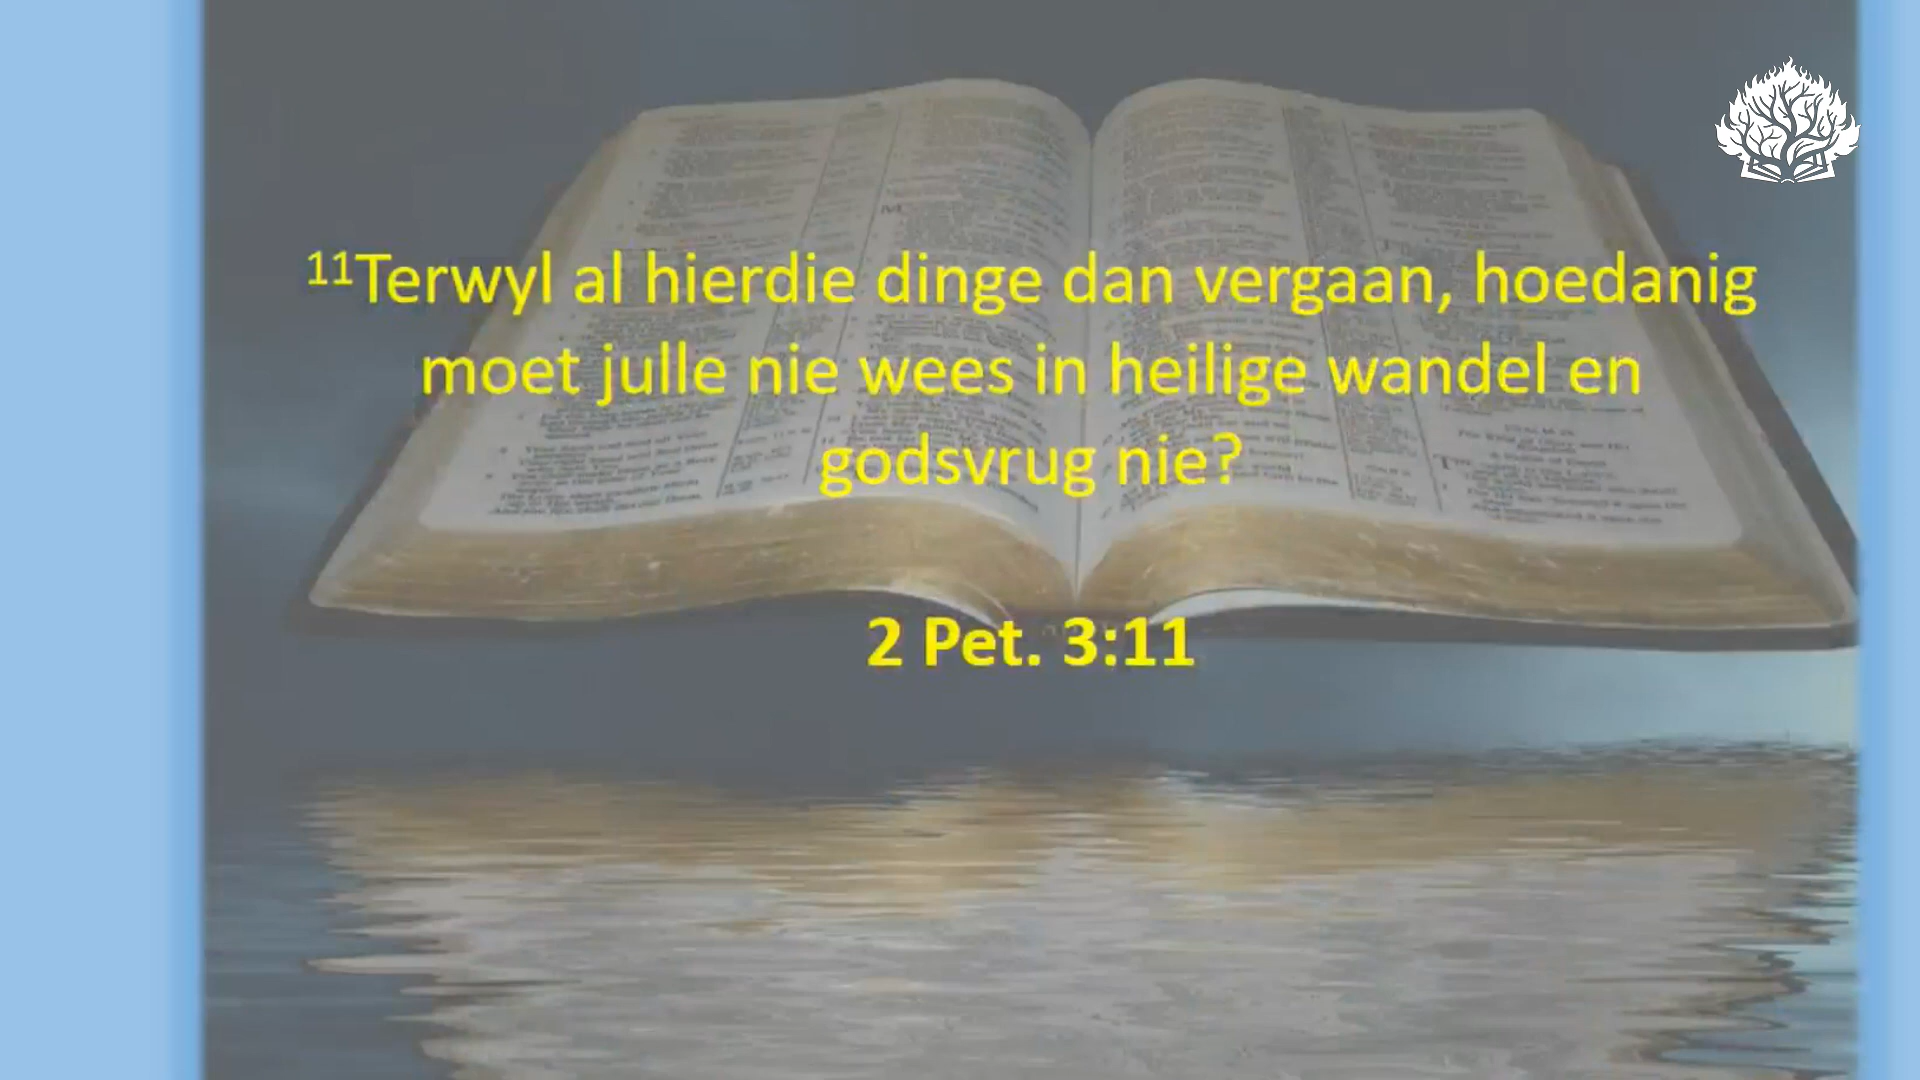 ¹¹Terwyl al hierdie dinge dan vergaan, hoedanig
moet julle nie wees in heilige wandel en
godsvrug nie?
2 Pet. 3:11